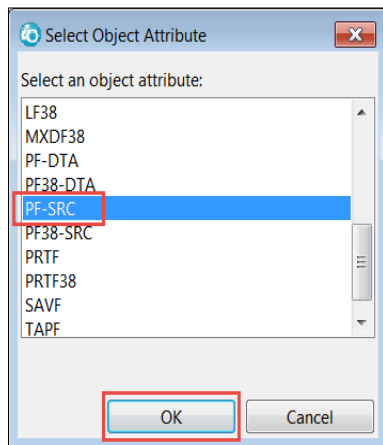 Select Object Attribute
Select an object attribute:
LF38
MXDF38
PF-DTA
PF38-DTA
PF-SRC
PF38-SRC
PRTF
PRTF38
SAVF
TAPF
OK Cancel